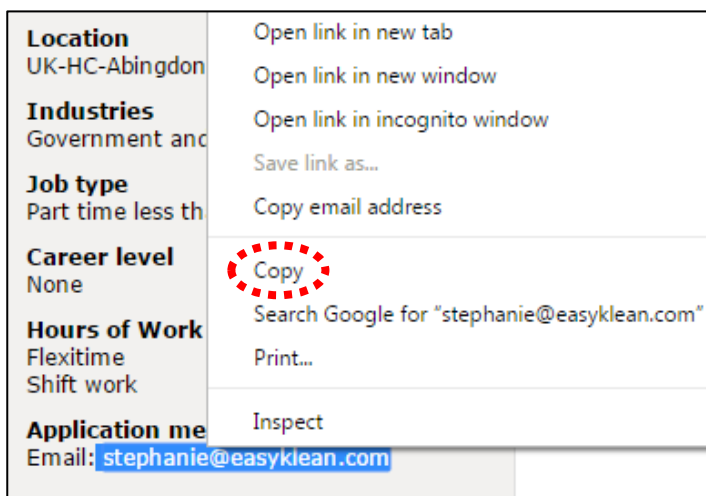 Location
UK-HC-Abingdon
Industries
Government and
Job type
Part time less th
Career level
None
Hours of Work
Flexitime
Shift work
Application me
Email: stephanie@easyklean.com
Open link in new tab
Open link in new window
Open link in incognito window
Save link as...
Copy email address
Copy
Search Google for “stephanie@easyklean.com”
Print...
Inspect